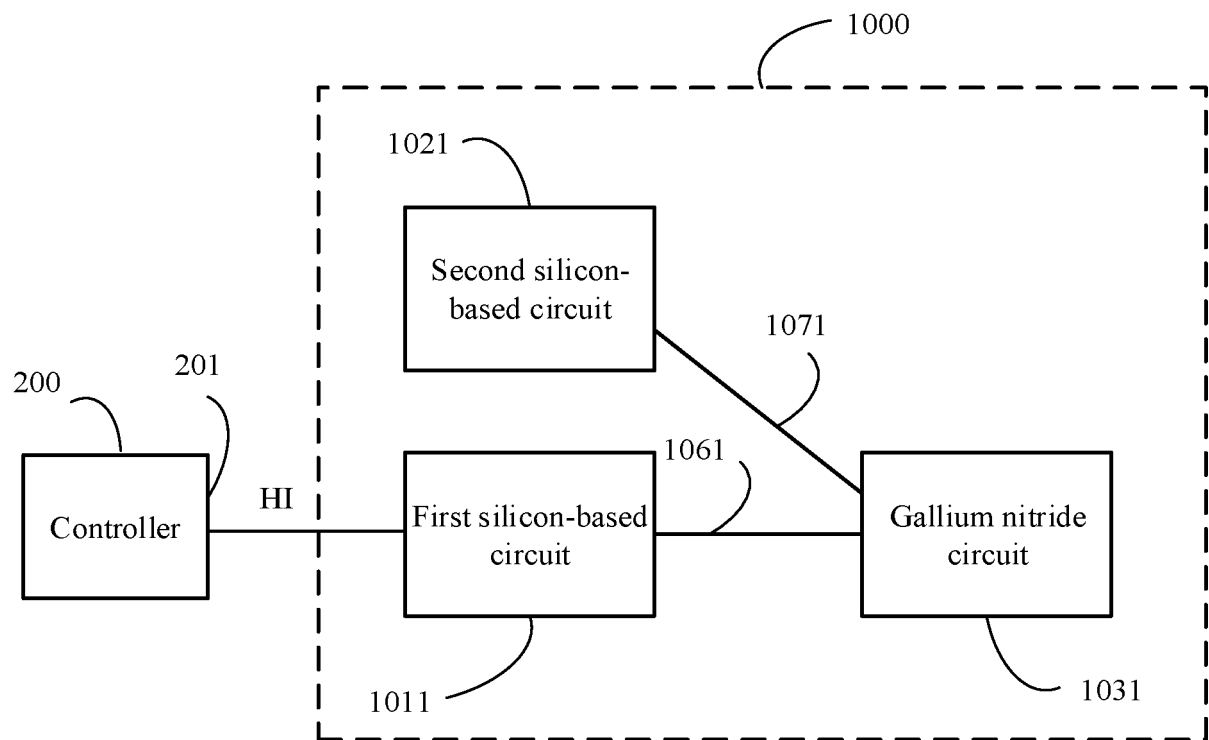 1000
1021
Second silicon-
based circuit
1071
200
201
1061
Controller
HI
First silicon-based
circuit
Gallium nitride
circuit
1011
1031